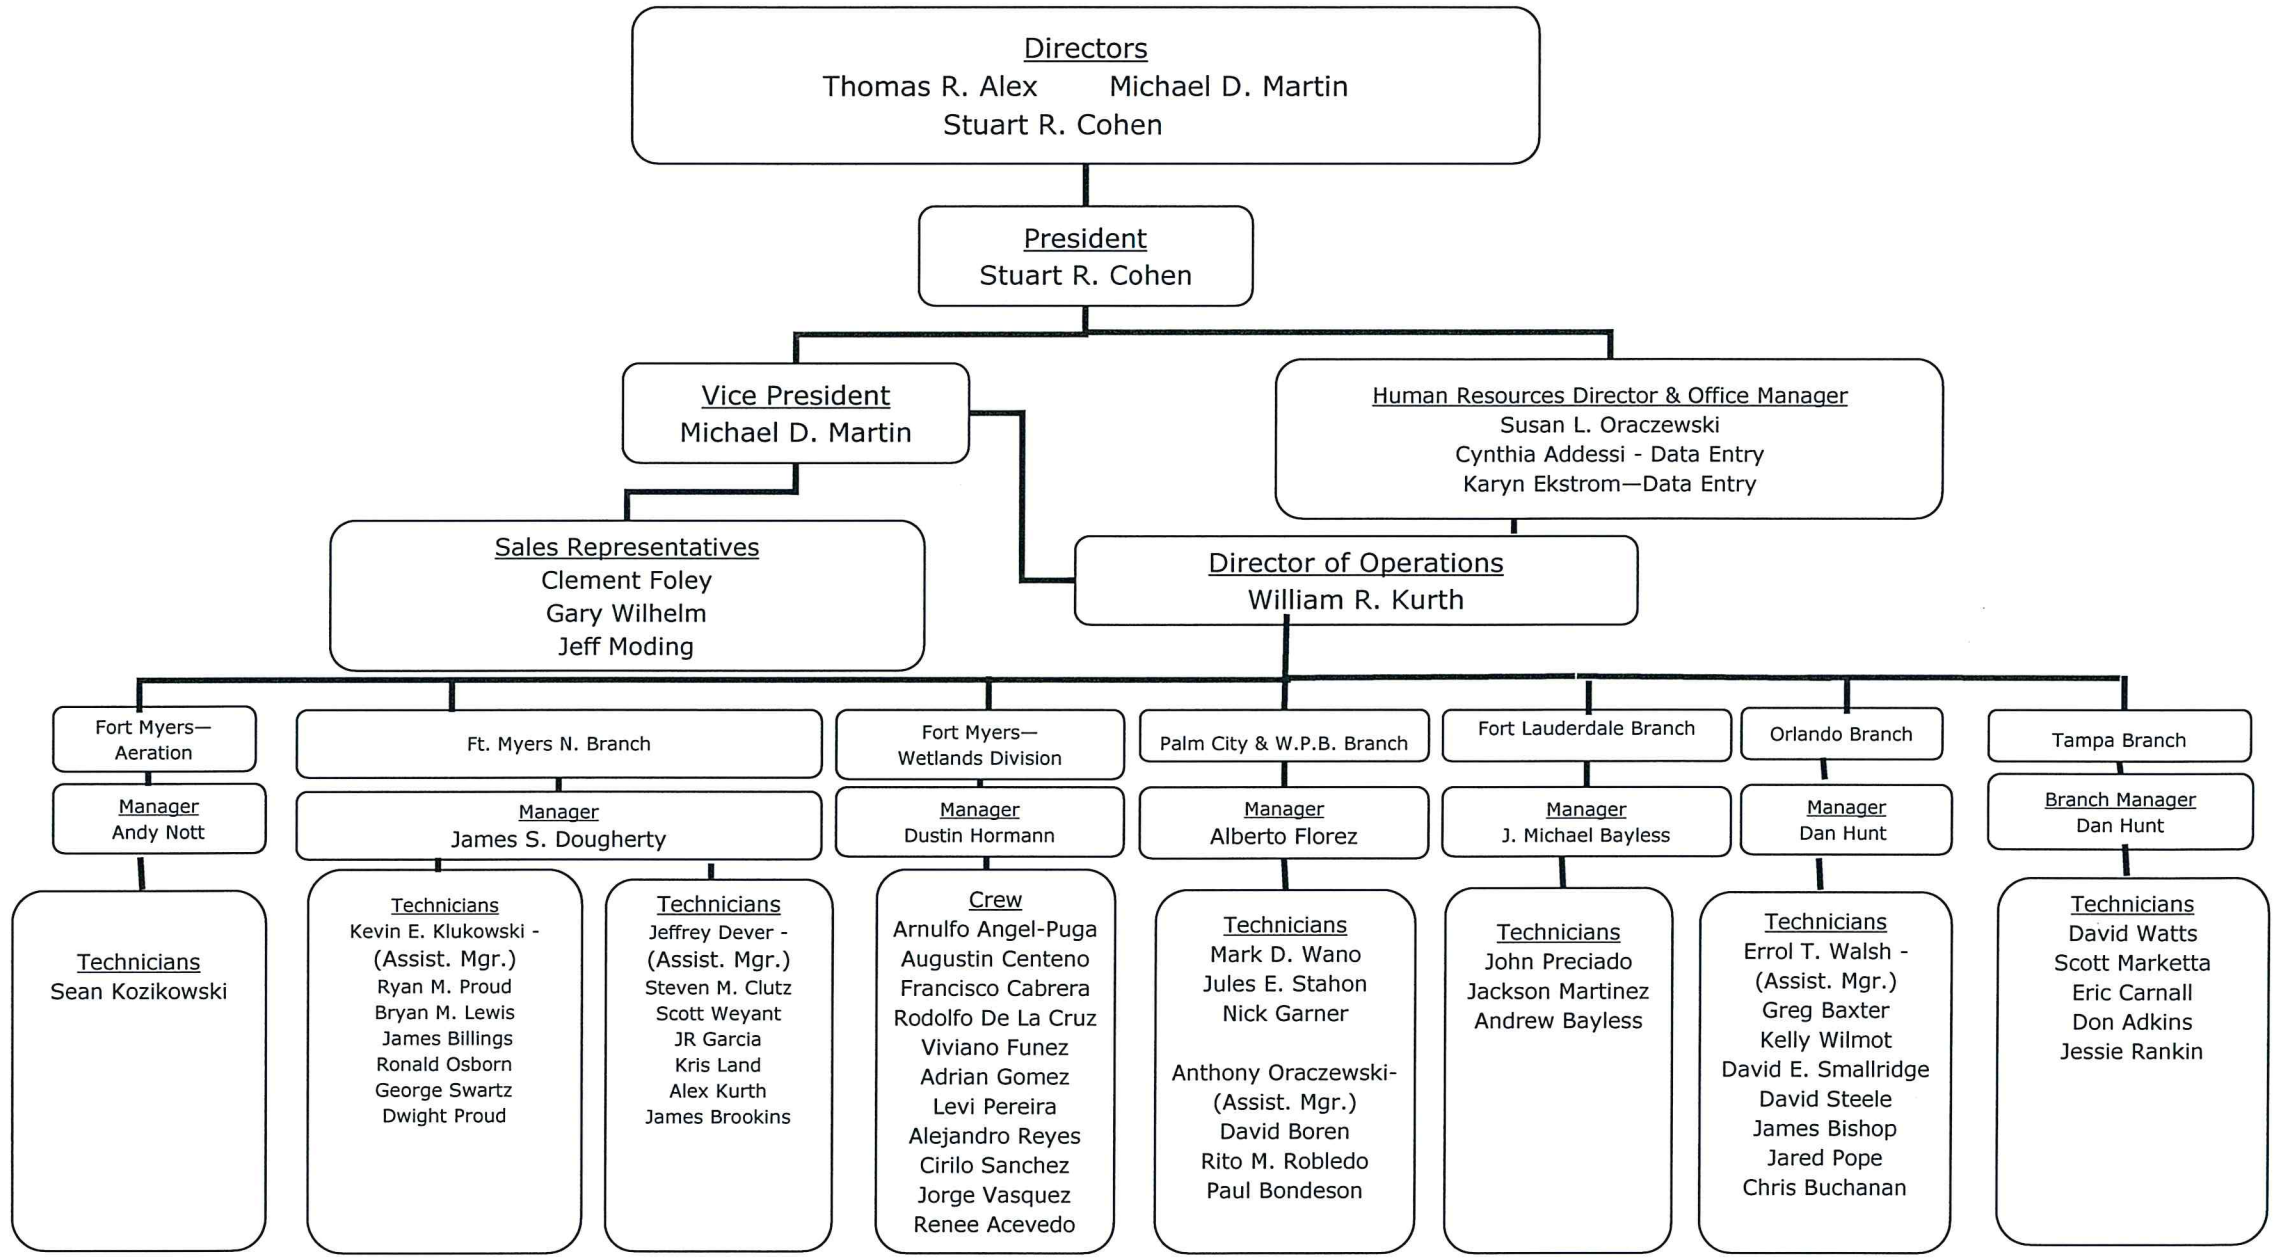 Directors
Thomas R. Alex Michael D. Martin
Stuart R. Cohen
President
Stuart R. Cohen
Vice President
Michael D. Martin
Human Resources Director & Office Manager
Susan L. Oraczewski
Cynthia Addessi - Data Entry
Karyn Ekstrom—Data Entry
Sales Representatives
Clement Foley
Gary Wilhelm
Jeff Moding
Director of Operations
William R. Kurth
Fort Myers—
Aeration
Manager
Andy Nott
Technicians
Sean Kozikowski
Ft. Myers N. Branch
Manager
James S. Dougherty
Technicians
Kevin E. Klukowski -
(Assist. Mgr.)
Ryan M. Proud
Bryan M. Lewis
James Billings
Ronald Osborn
George Swartz
Dwight Proud
Technicians
Jeffrey Dever -
(Assist. Mgr.)
Steven M. Clutz
Scott Weyant
JR Garcia
Kris Land
Alex Kurth
James Brookins
Fort Myers—
Wetlands Division
Manager
Dustin Hormann
Crew
Arnulfo Angel-Puga
Augustin Centeno
Francisco Cabrera
Rodolfo De La Cruz
Viviano Funez
Adrian Gomez
Levi Pereira
Alejandro Reyes
Cirilo Sanchez
Jorge Vasquez
Renee Acevedo
Palm City & W.P.B. Branch
Manager
Alberto Florez
Technicians
Mark D. Wano
Jules E. Stahon
Nick Garner
Anthony Oraczewski-
(Assist. Mgr.)
David Boren
Rito M. Robledo
Paul Bondeson
Fort Lauderdale Branch
Manager
J. Michael Bayless
Technicians
John Preciado
Jackson Martinez
Andrew Bayless
Orlando Branch
Manager
Dan Hunt
Technicians
Errol T. Walsh -
(Assist. Mgr.)
Greg Baxter
Kelly Wilmot
David E. Smallridge
David Steele
James Bishop
Jared Pope
Chris Buchanan
Tampa Branch
Branch Manager
Dan Hunt
Technicians
David Watts
Scott Marketta
Eric Carnall
Don Adkins
Jessie Rankin